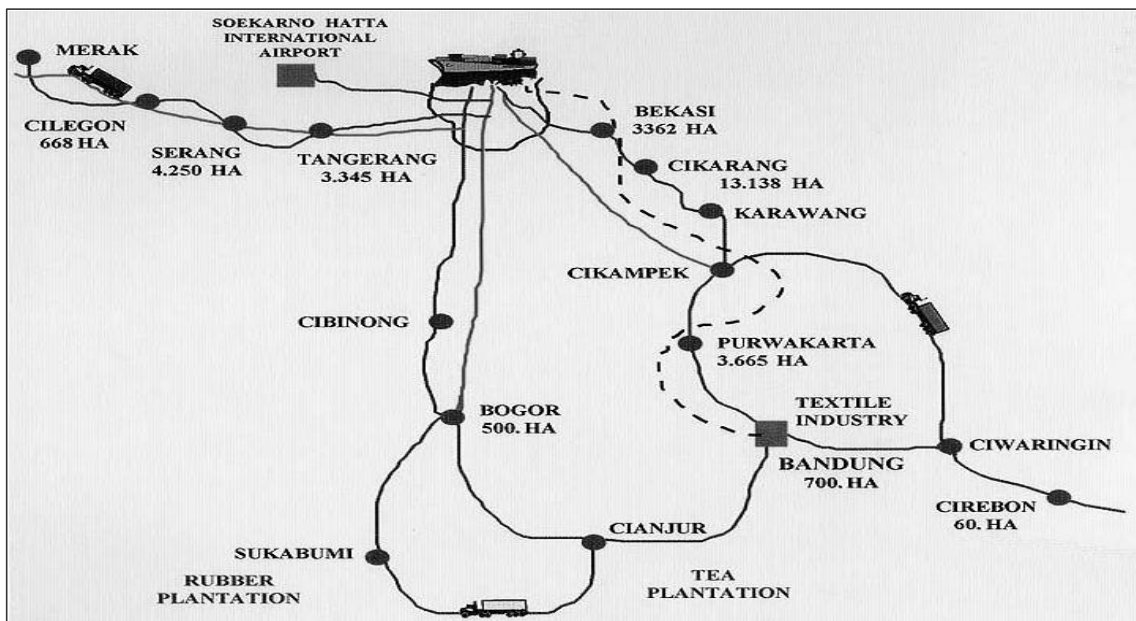 SOEKARNO HATTA
INTERNATIONAL
AIRPORT
MERAK
CILEGON
668 HA
SERANG
4.250 HA
TANGERANG
3.345 HA
BEKASI
3362 HA
CIKARANG
13.138 HA
KARAWANG
CIKAMPEK
CIBINONG
PURWAKARTA
3.665 HA
BOGOR
500. HA
TEXTILE
INDUSTRY
BANDUNG
700. HA
CIWARINGIN
CIREBON
60. HA
CIANJUR
SUKABUMI
RUBBER
PLANTATION
TEA
PLANTATION